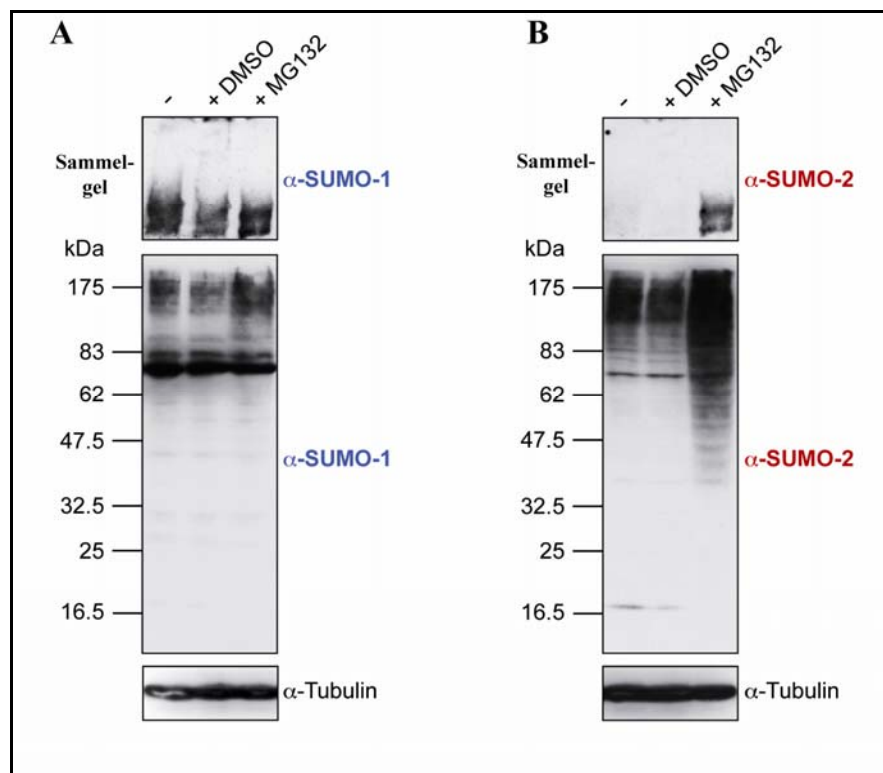 A
- + DMSO + MG132
Sammel-
gel
α-SUMO-1
kDa
175
83
62
47.5
32.5
25
16.5
α-SUMO-1
α-Tubulin
B
- + DMSO + MG132
Sammel-
gel
α-SUMO-2
kDa
175
83
62
47.5
32.5
25
16.5
α-SUMO-2
α-Tubulin